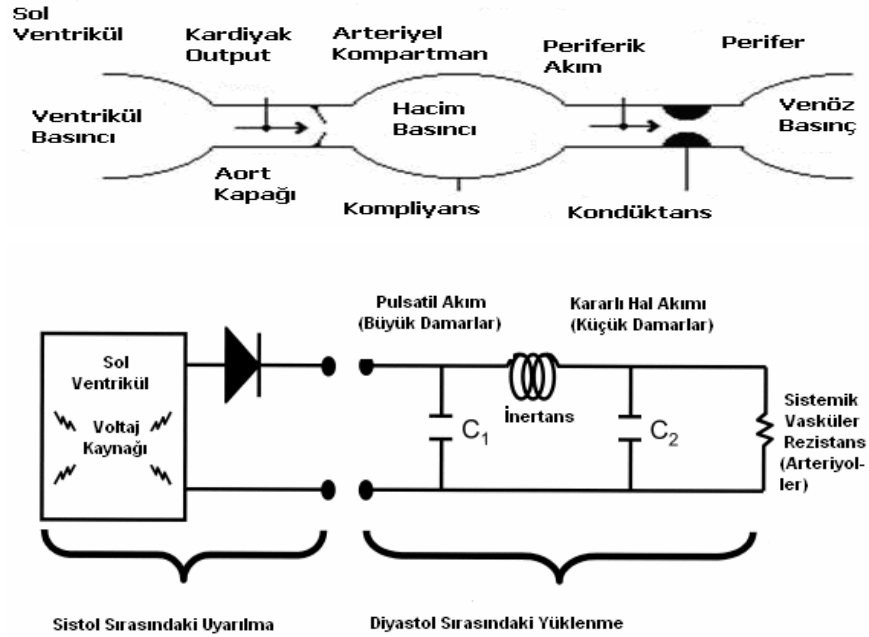 Sol
Ventrikül
Kardiyak
Output
Arteriyel
Kompartman
Periferik
Akım
Perifer
Ventrikül
Basıncı
Hacim
Basıncı
Venöz
Basınç
Aort
Kapağı
Kompliyans
Kondüktans
Pulsatil Akım
(Büyük Damarlar)
Kararlı Hal Akımı
(Küçük Damarlar)
Sol
Ventrikül
Voltaj
Kaynağı
C1
İnertans
C2
Sistemik
Vasküler
Rezistans
(Arteriyol-
ler)
Sistol Sırasındaki Uyarılma
Diyastol Sırasındaki Yüklenme